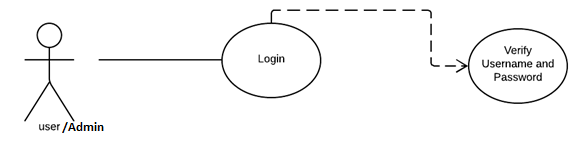 Login
Verify
Username and
Password
user /Admin